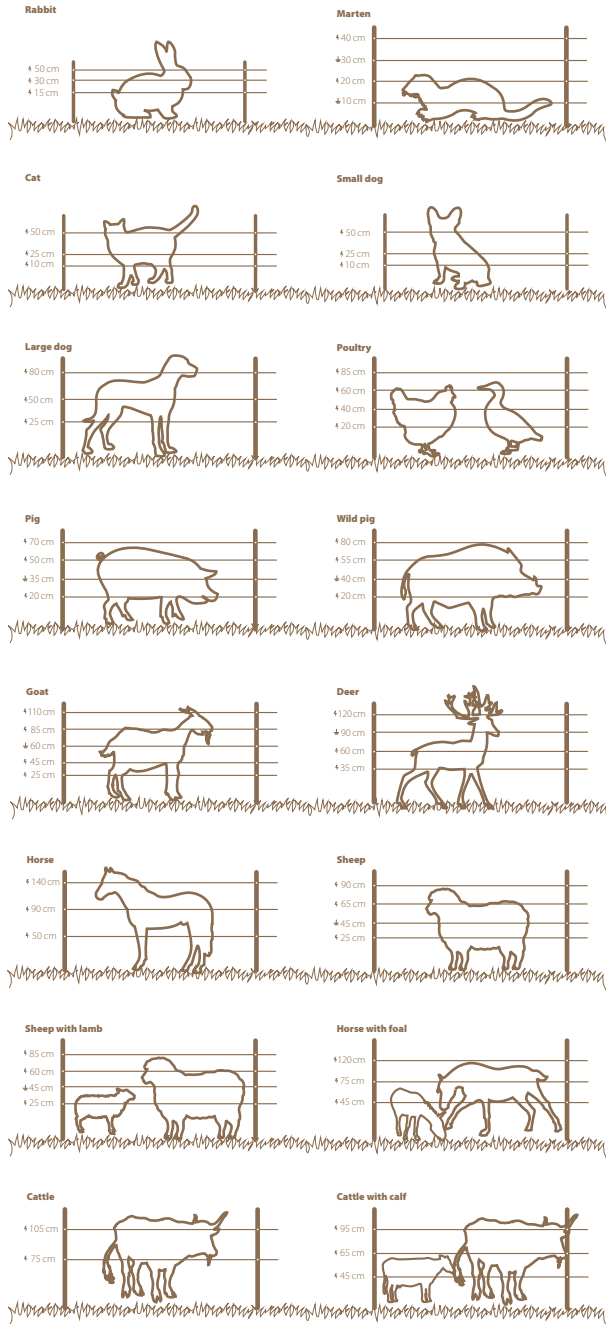 Rabbit
50 cm
30 cm
15 cm
Marten
40 cm
30 cm
20 cm
10 cm
Cat
50 cm
25 cm
10 cm
Small dog
50 cm
25 cm
10 cm
Large dog
80 cm
50 cm
25 cm
Poultry
85 cm
60 cm
40 cm
20 cm
Pig
70 cm
50 cm
35 cm
20 cm
Wild pig
80 cm
55 cm
40 cm
20 cm
Goat
110 cm
85 cm
60 cm
45 cm
25 cm
Deer
120 cm
90 cm
60 cm
35 cm
Horse
140 cm
90 cm
50 cm
Sheep
90 cm
65 cm
45 cm
25 cm
Sheep with lamb
85 cm
60 cm
45 cm
25 cm
Horse with foal
120 cm
75 cm
45 cm
Cattle
105 cm
75 cm
Cattle with calf
95 cm
65 cm
45 cm